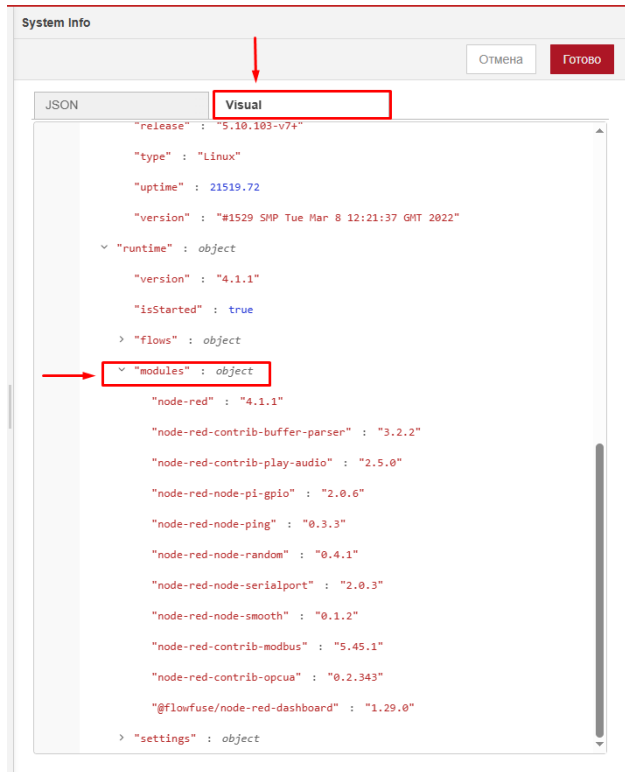 System Info
Отмена Готово
JSON Visual
"release" : "5.10.103-v7+"
"type" : "Linux"
"uptime" : 21519.72
"version" : "#1529 SMP Tue Mar 8 12:21:37 GMT 2022"
"runtime" : object
"version" : "4.1.1"
"isStarted" : true
"flows" : object
"modules" : object
"node-red" : "4.1.1"
"node-red-contrib-buffer-parser" : "3.2.2"
"node-red-contrib-play-audio" : "2.5.0"
"node-red-node-pi-gpio" : "2.0.6"
"node-red-node-ping" : "0.3.3"
"node-red-node-random" : "0.4.1"
"node-red-node-serialport" : "2.0.3"
"node-red-node-smooth" : "0.1.2"
"node-red-contrib-modbus" : "5.45.1"
"node-red-contrib-opcua" : "0.2.343"
"@flowfuse/node-red-dashboard" : "1.29.0"
"settings" : object